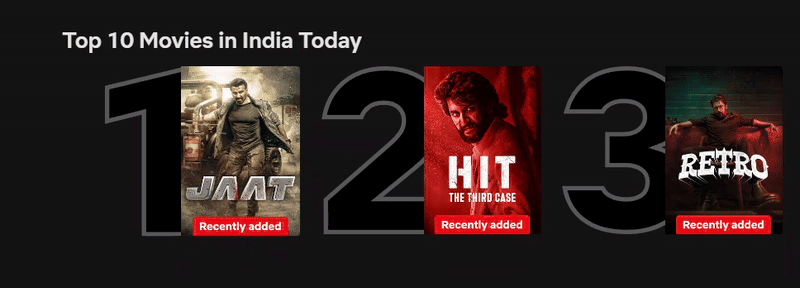 Top 10 Movies in India Today
1
JAAT
Recently added
2
HIT
THE THIRD CASE
Recently added
3
RETRO
Recently added